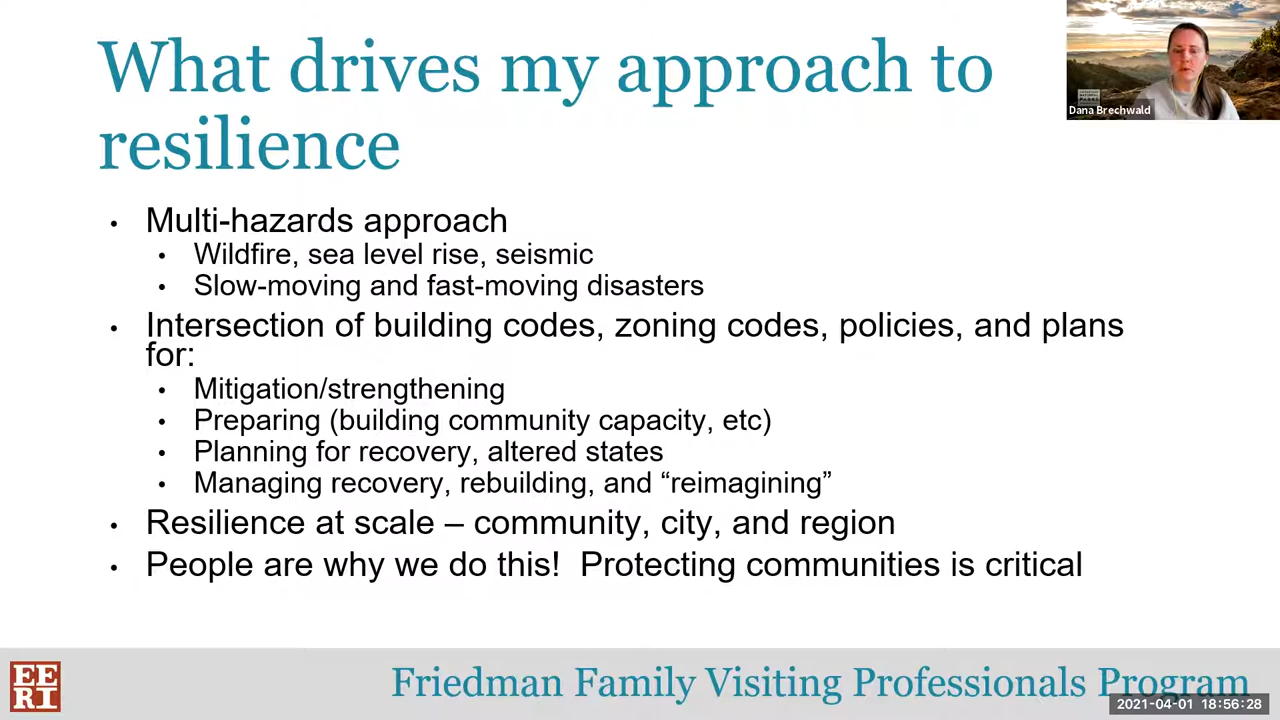 What drives my approach to
resilience
Dana Brechwald
• Multi-hazards approach
• Wildfire, sea level rise, seismic
• Slow-moving and fast-moving disasters
• Intersection of building codes, zoning codes, policies, and plans
for:
• Mitigation/strengthening
• Preparing (building community capacity, etc)
• Planning for recovery, altered states
• Managing recovery, rebuilding, and “reimagining”
• Resilience at scale – community, city, and region
• People are why we do this!  Protecting communities is critical
EE
RI
Friedman Family Visiting Professionals Program
2021-04-01 18:56:28